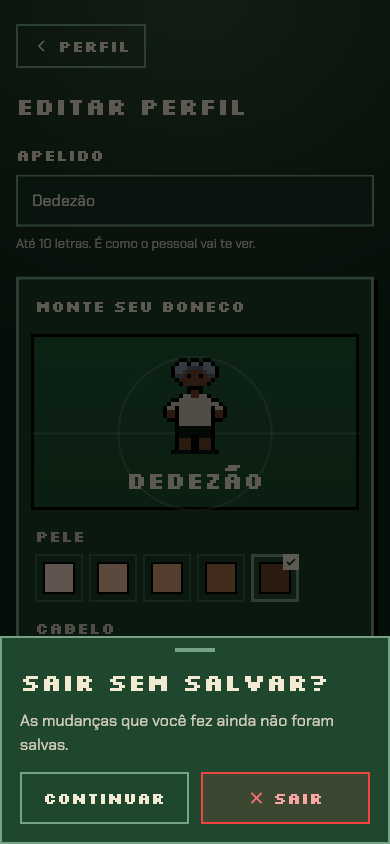 PERFIL
EDITAR PERFIL
APELIDO
Dedezão
Até 10 letras. É como o pessoal vai te ver.
MONTE SEU BONECO
DEDEZÃO
PELE
CABELO
SAIR SEM SALVAR?
As mudanças que você fez ainda não foram
salvas.
CONTINUAR
SAIR